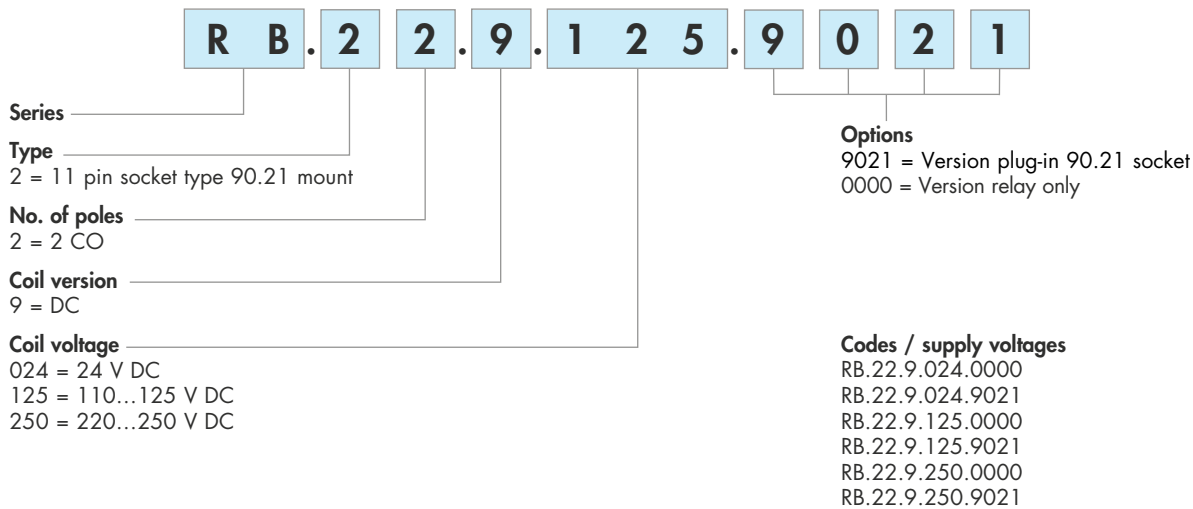 R B . 2 2 . 9 . 1 2 5 . 9 0 2 1
Series
Type
2 = 11 pin socket type 90.21 mount
No. of poles
2 = 2 CO
Coil version
9 = DC
Coil voltage
024 = 24 V DC
125 = 110...125 V DC
250 = 220...250 V DC
Options
9021 = Version plug-in 90.21 socket
0000 = Version relay only
Codes / supply voltages
RB.22.9.024.0000
RB.22.9.024.9021
RB.22.9.125.0000
RB.22.9.125.9021
RB.22.9.250.0000
RB.22.9.250.9021